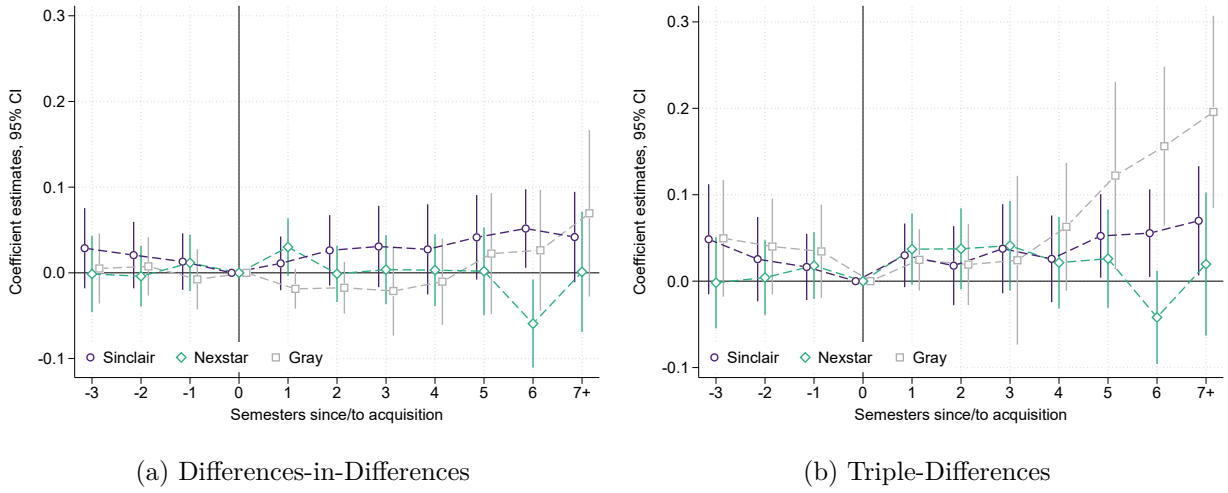 0.3
0.2
0.1
0.0
-0.1
Coefficient estimates, 95% CI
Sinclair Nexstar Gray
-3 -2 -1 0 1 2 3 4 5 6 7+
Semesters since/to acquisition
(a) Differences-in-Differences
0.3
0.2
0.1
0.0
-0.1
Coefficient estimates, 95% CI
Sinclair Nexstar Gray
-3 -2 -1 0 1 2 3 4 5 6 7+
Semesters since/to acquisition
(b) Triple-Differences